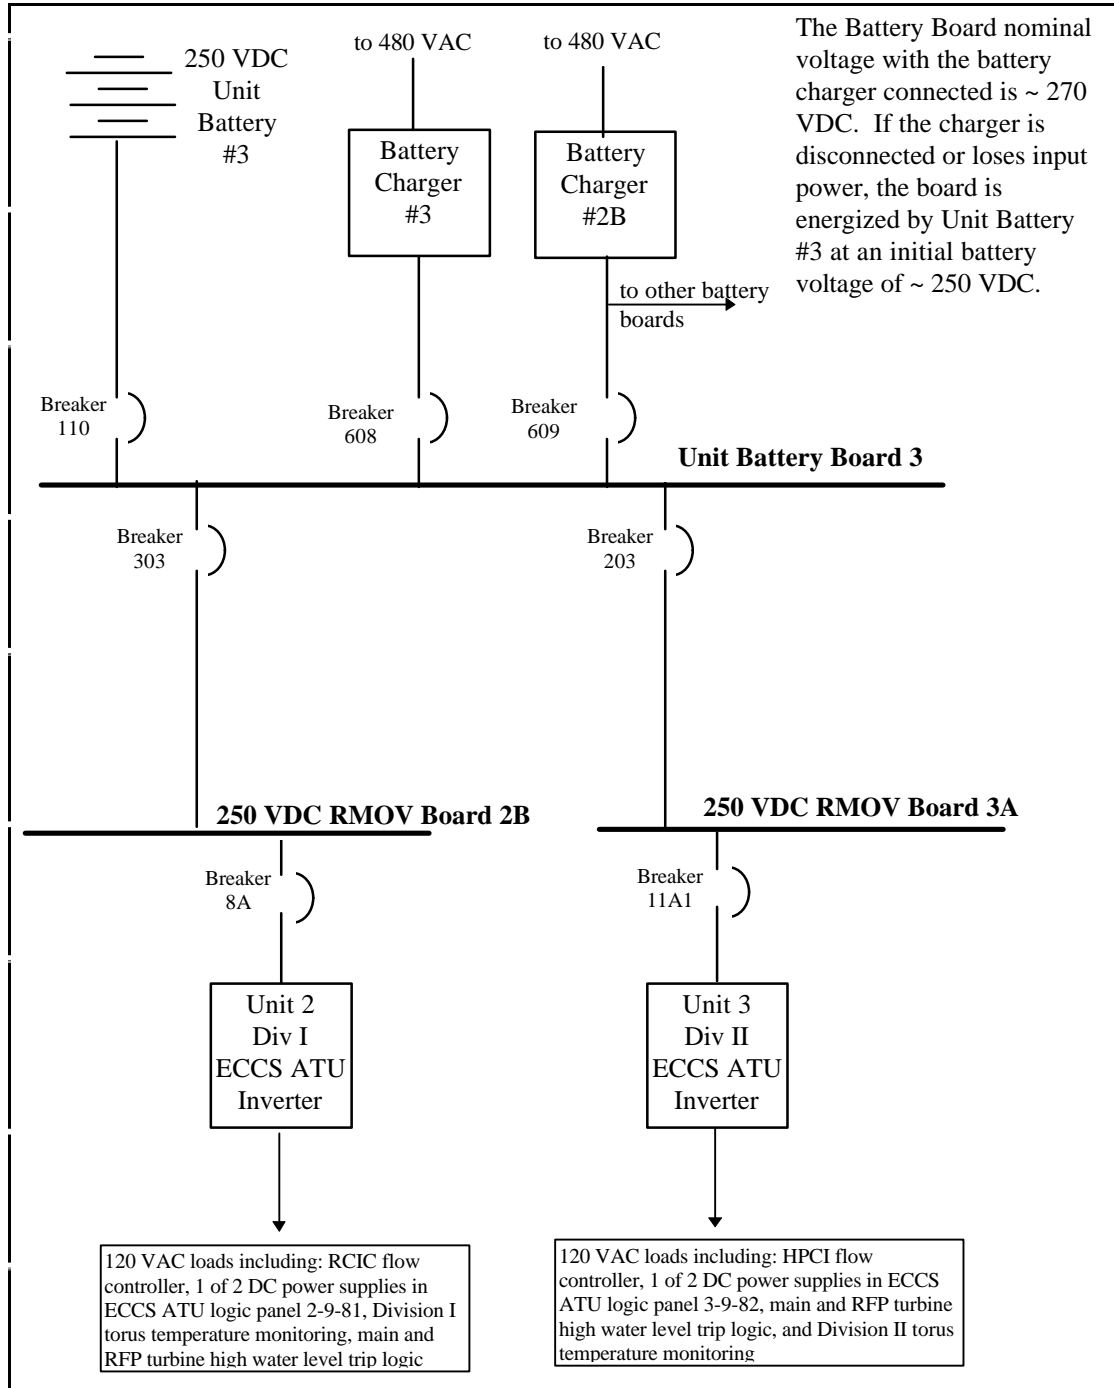 250 VDC
Unit
Battery
#3
to 480 VAC
to 480 VAC
The Battery Board nominal
voltage with the battery
charger connected is ~ 270
VDC.  If the charger is
disconnected or loses input
power, the board is
energized by Unit Battery
#3 at an initial battery
voltage of ~ 250 VDC.
Battery
Charger
#3
Battery
Charger
#2B
to other battery
boards
Breaker
110
Breaker
608
Breaker
609
Unit Battery Board 3
Breaker
303
Breaker
203
250 VDC RMOV Board 2B
250 VDC RMOV Board 3A
Breaker
8A
Breaker
11A1
Unit 2
Div I
ECCS ATU
Inverter
Unit 3
Div II
ECCS ATU
Inverter
120 VAC loads including: RCIC flow
controller, 1 of 2 DC power supplies in
ECCS ATU logic panel 2-9-81, Division I
torus temperature monitoring, main and
RFP turbine high water level trip logic
120 VAC loads including: HPCI flow
controller, 1 of 2 DC power supplies in ECCS
ATU logic panel 3-9-82, main and RFP turbine
high water level trip logic, and Division II torus
temperature monitoring